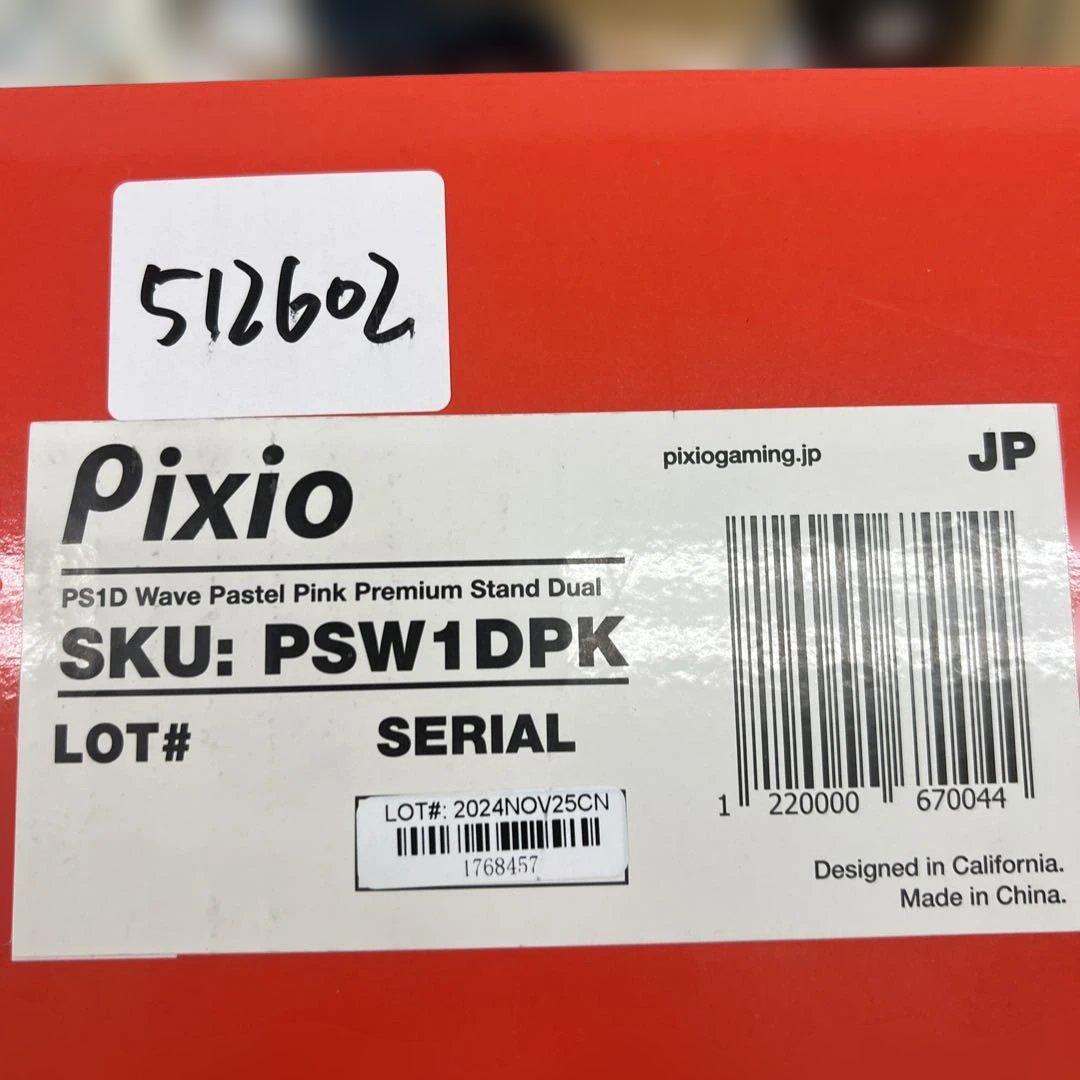 512602
Pixio
pixiogaming.jp
JP
PS1D Wave Pastel Pink Premium Stand Dual
SKU: PSW1DPK
LOT#
SERIAL
LOT#: 2024NOV25CN
1768457
1 220000 670044
Designed in California.
Made in China.